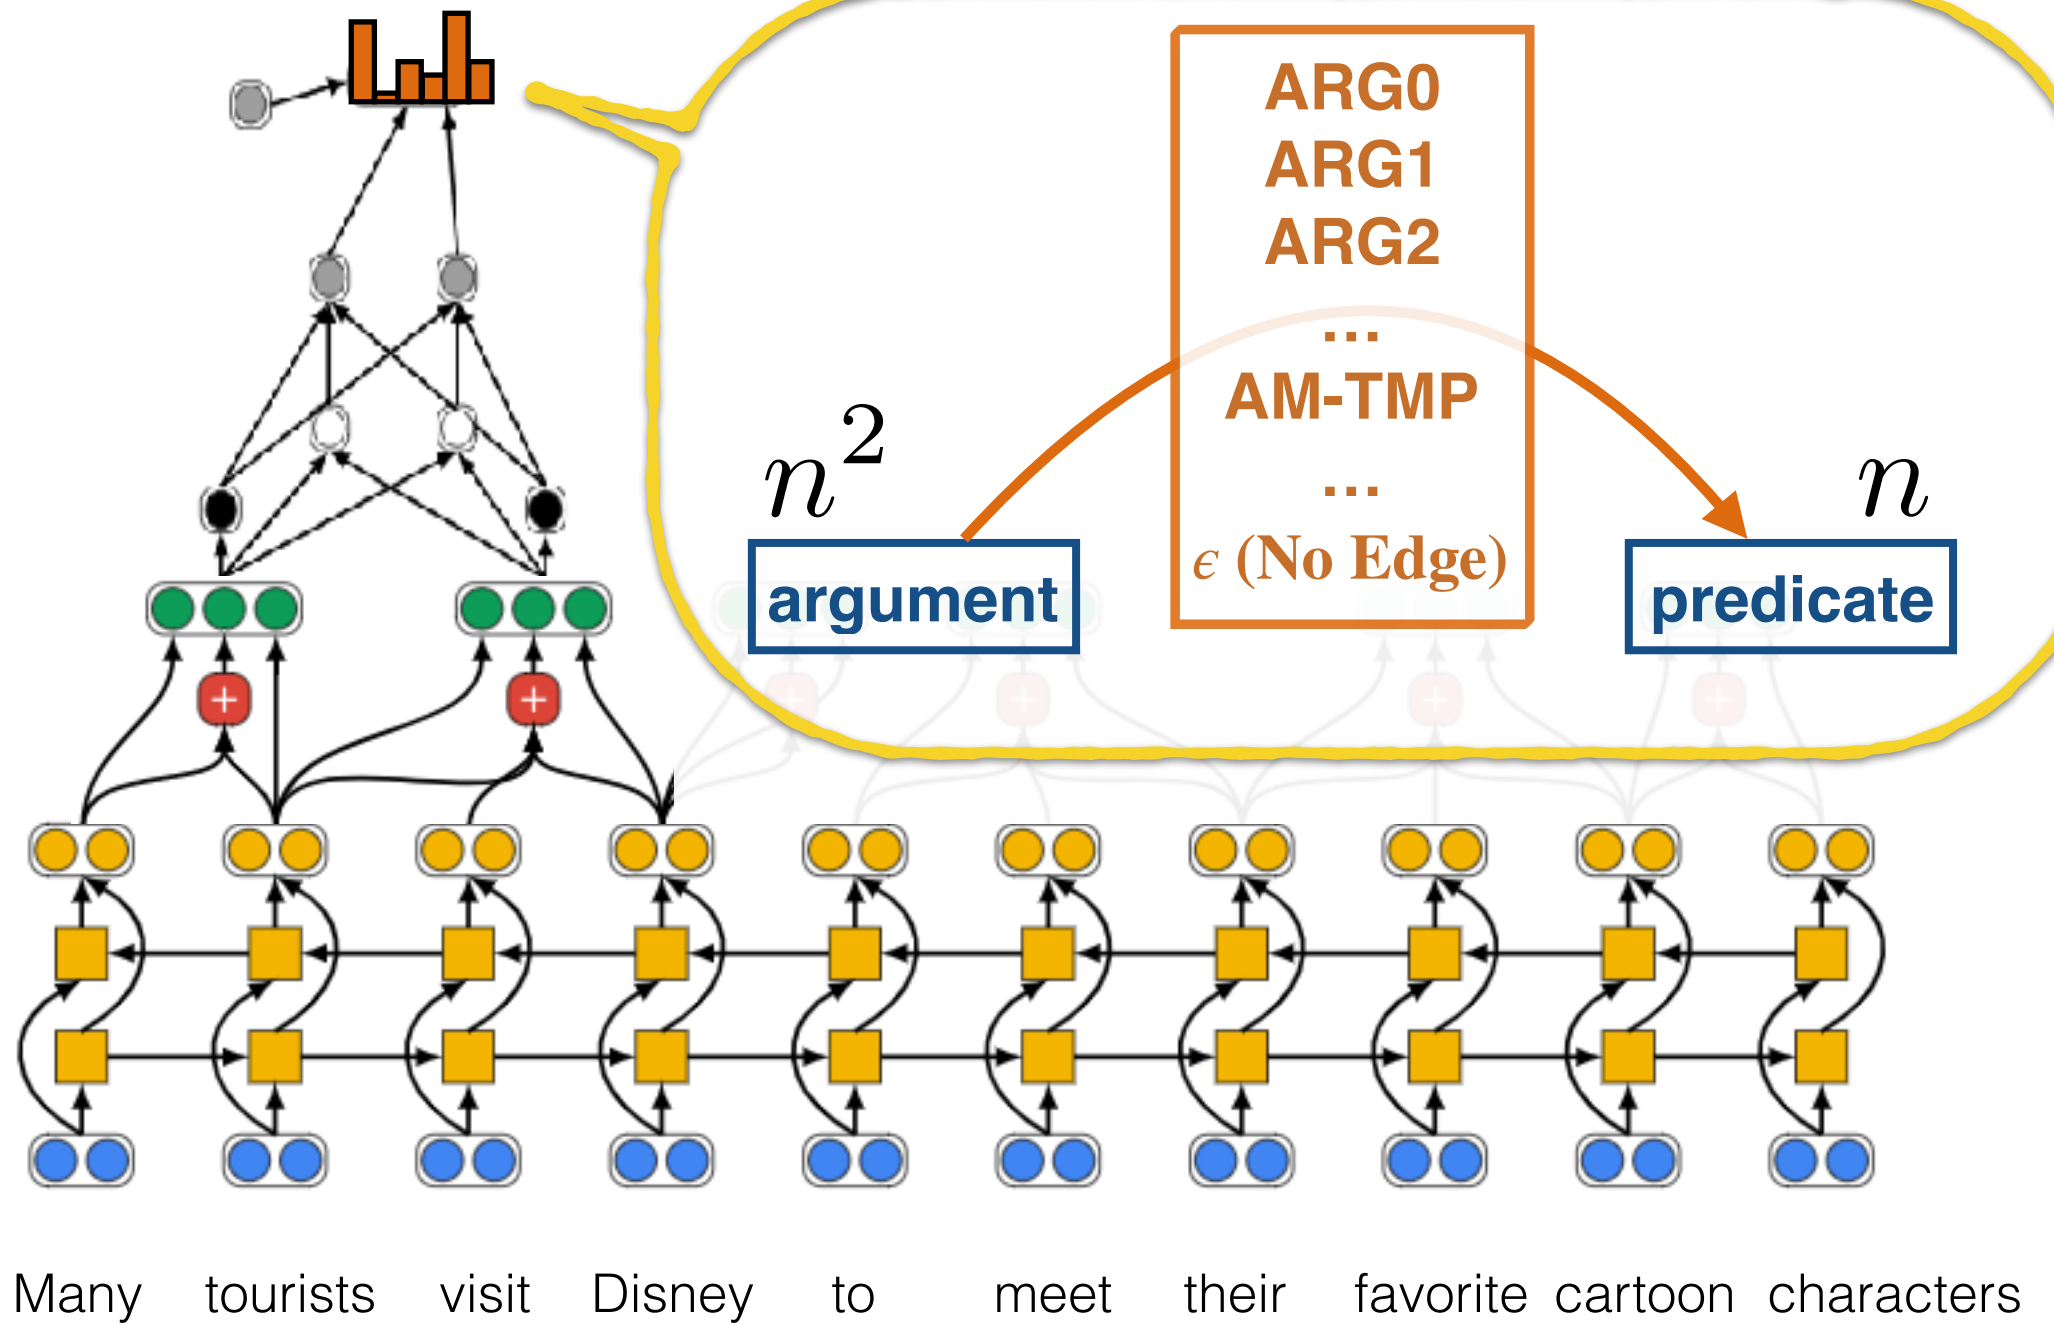 ARG0
ARG1
ARG2
...
AM-TMP
...
ϵ (No Edge)
n²
n
argument
predicate
+
+
+
+
+
+
Many tourists visit Disney to meet their favorite cartoon characters